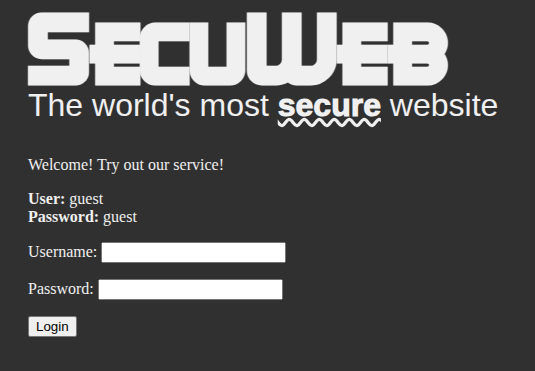 SECUWEB
The world's most secure website
Welcome! Try out our service!
User: guest
Password: guest
Username:
Password:
Login